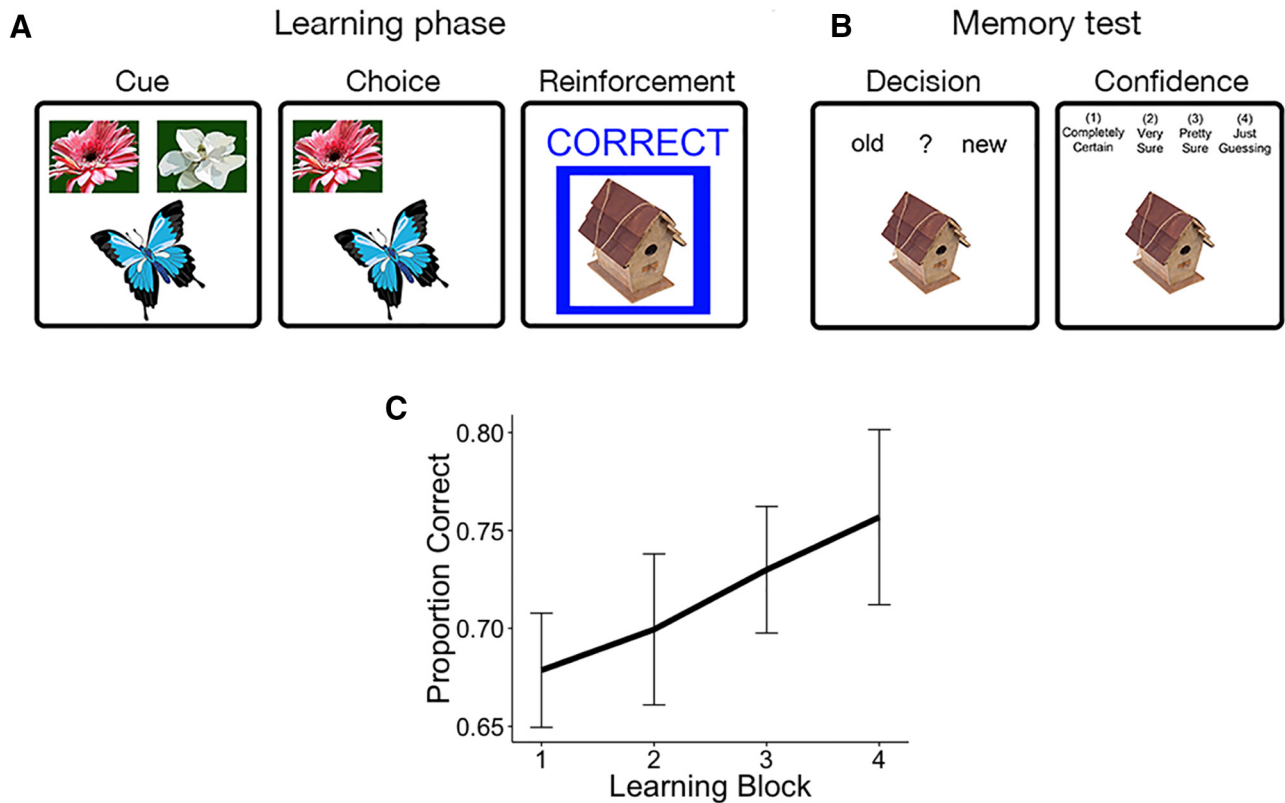 A
Learning phase
Cue
Choice
Reinforcement
CORRECT
B
Memory test
Decision
Confidence
old ? new
(1) Completely Certain
(2) Very Sure
(3) Pretty Sure
(4) Just Guessing
C
Proportion Correct
0.80
0.75
0.70
0.65
1 2 3 4
Learning Block